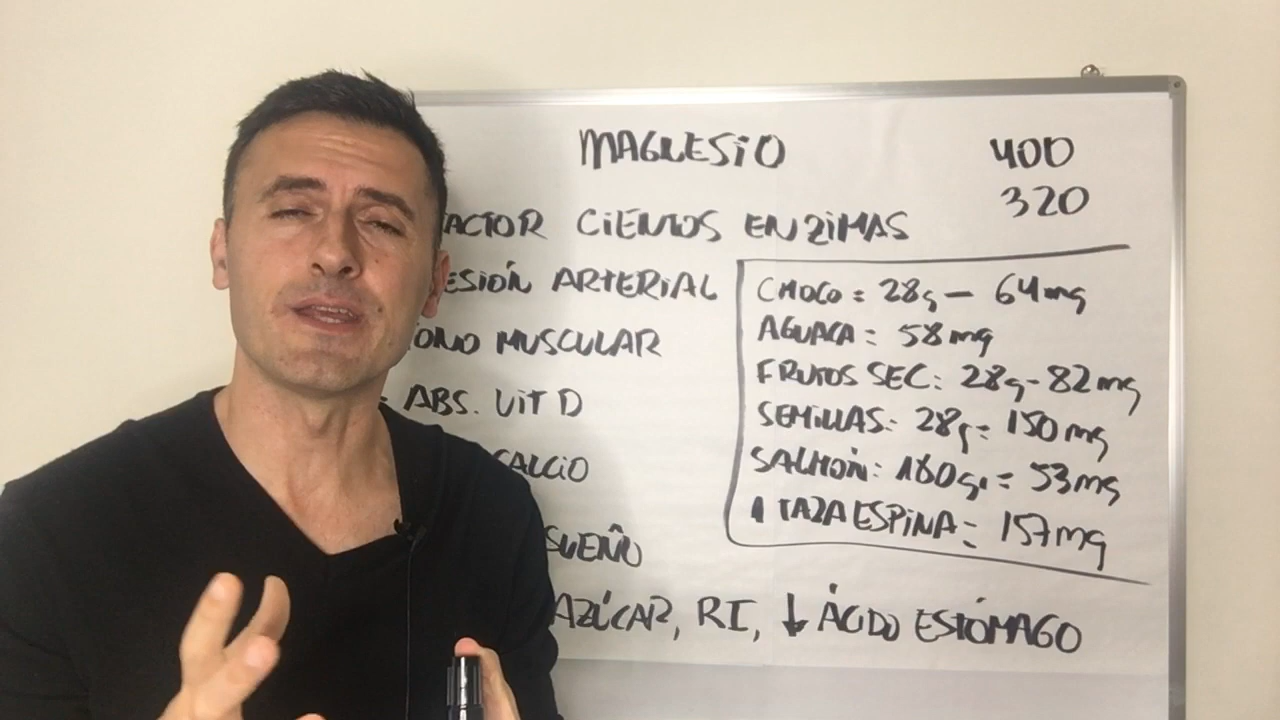 MAGNESIO 400
320
ACTOR CIENTOS ENZIMAS
ESIÓN ARTERIAL
ONO MUSCULAR
- ABS. VIT D
CALCIO
SUEÑO
AZÚCAR, RI, ↓ ÁCIDO ESTÓMAGO
CHOCO = 28g - 64mg
AGUACA = 58mg
FRUTOS SEC: 28g - 82mg
SEMILLAS: 28g = 150mg
SALMÓN: 180gr = 53mg
1 TAZA ESPINA = 157mg